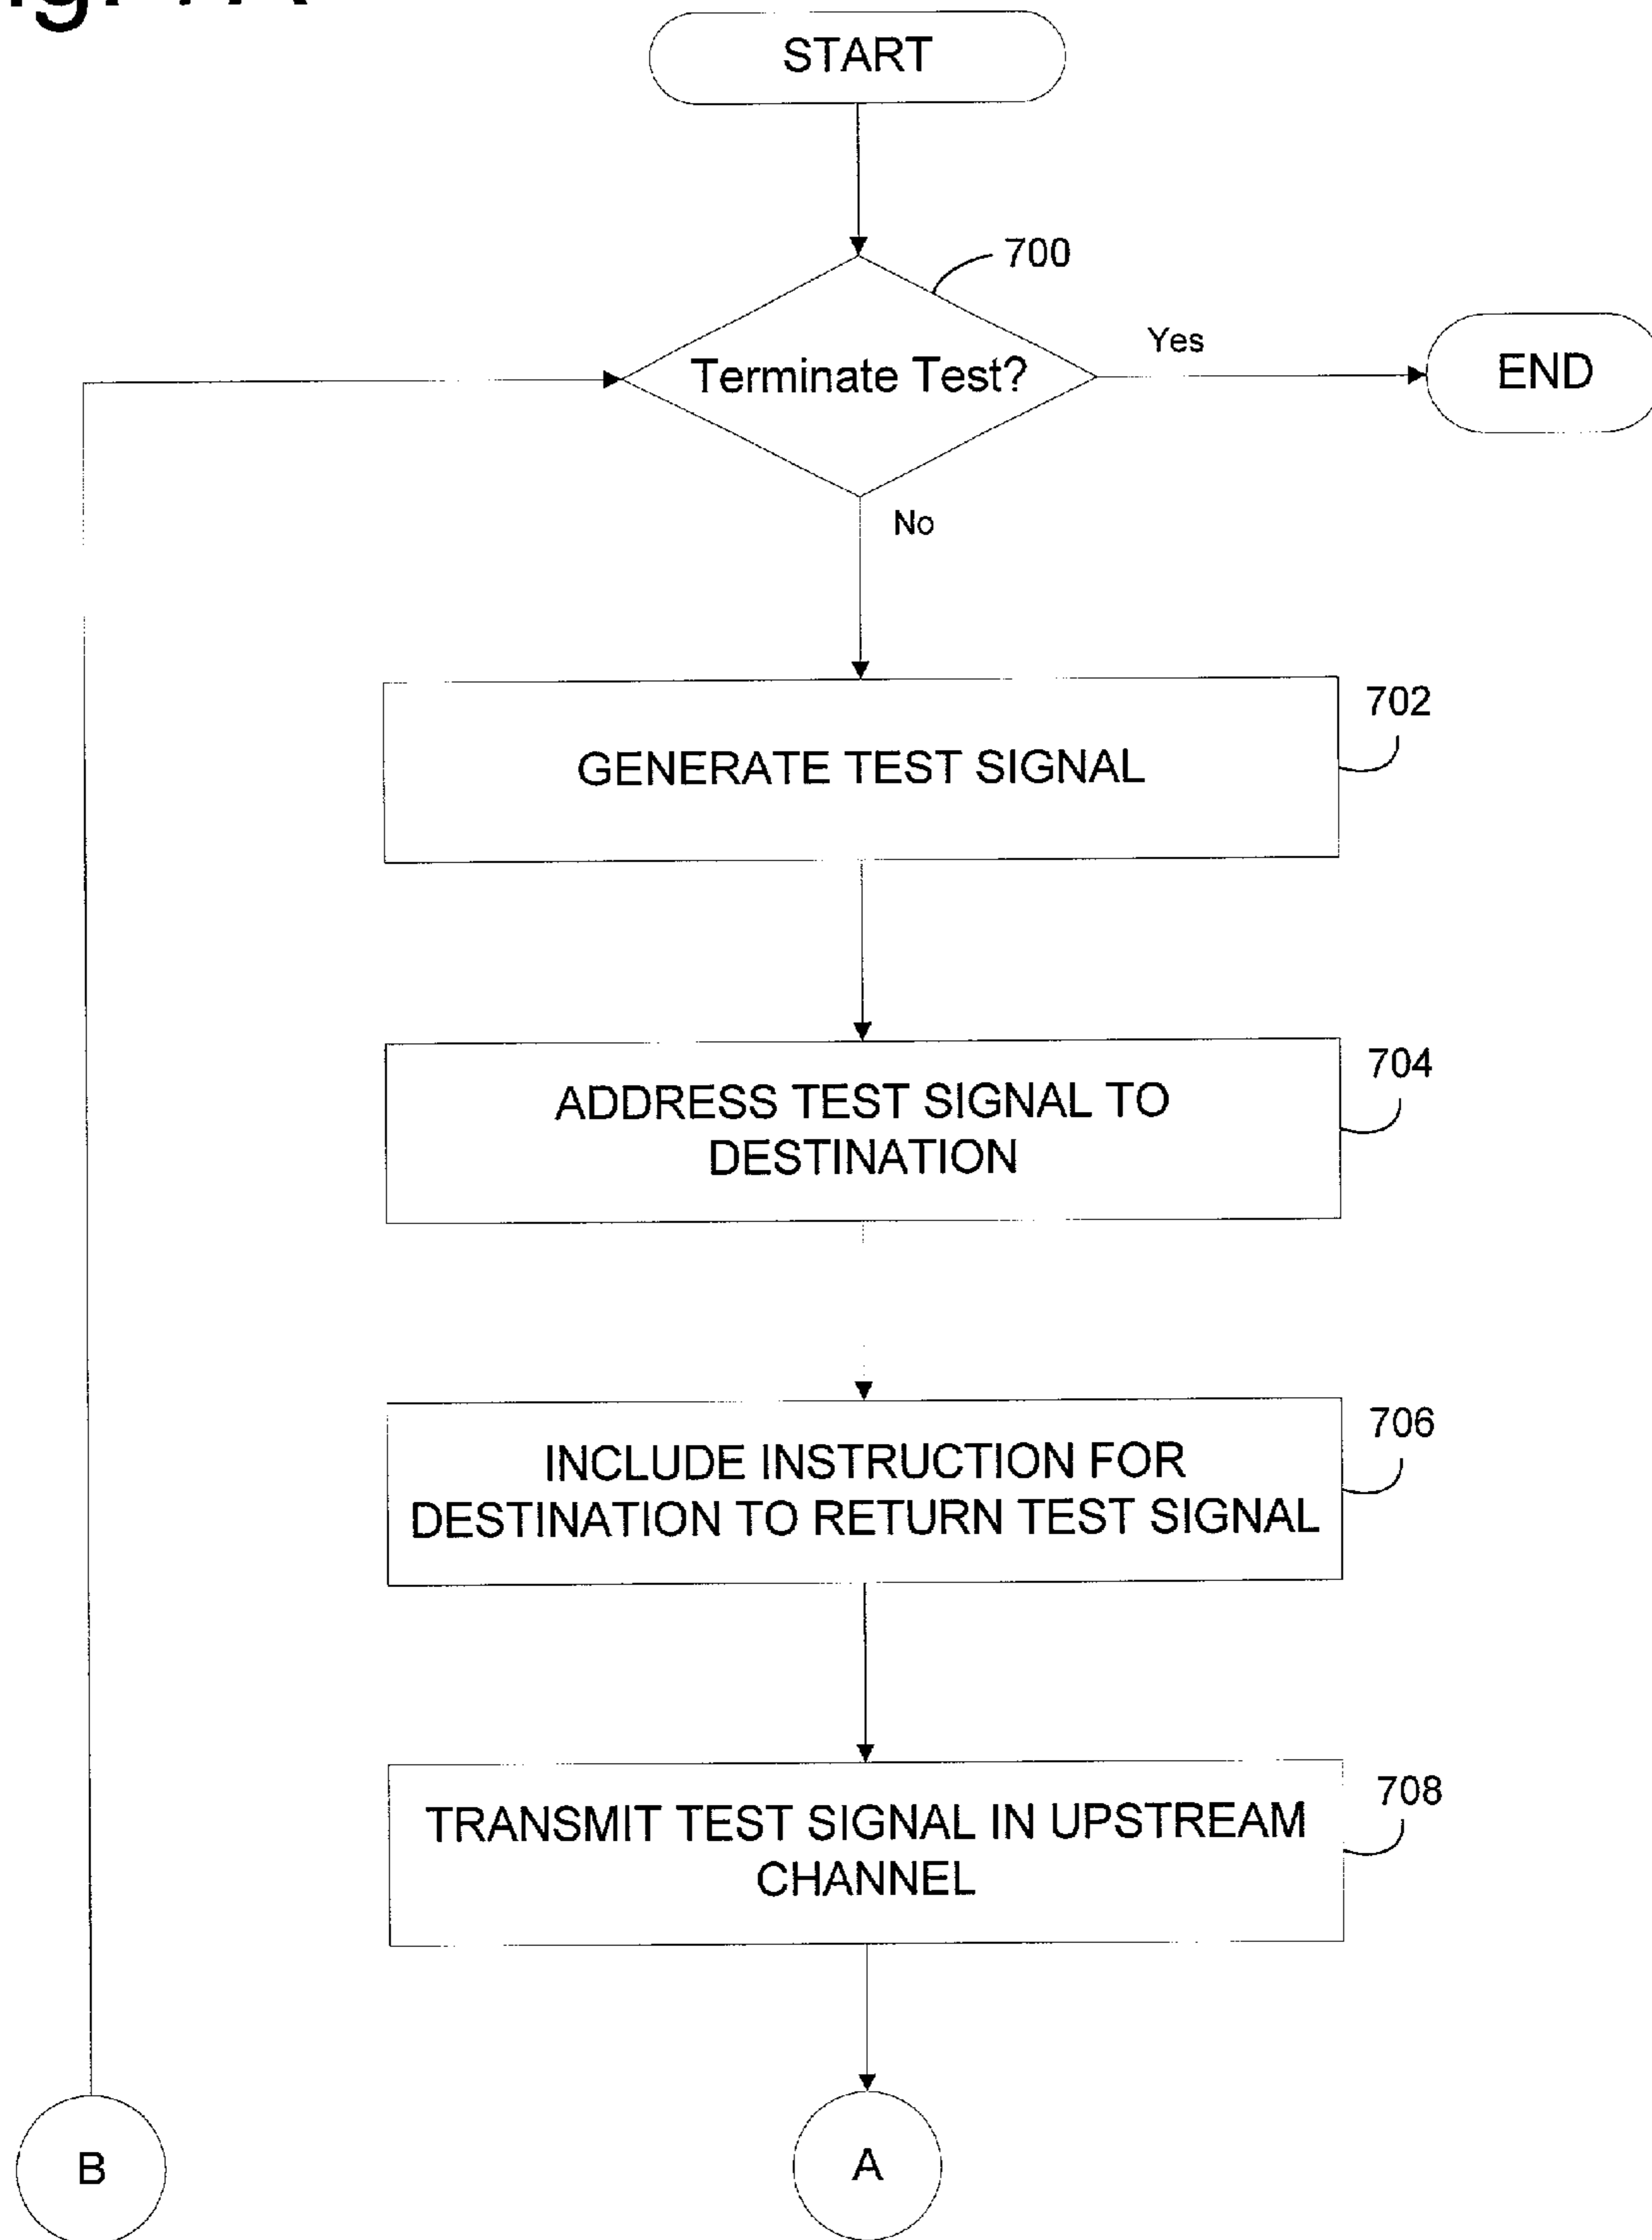 START
700
Terminate Test?
Yes
END
No
702
GENERATE TEST SIGNAL
704
ADDRESS TEST SIGNAL TO
DESTINATION
706
INCLUDE INSTRUCTION FOR
DESTINATION TO RETURN TEST SIGNAL
708
TRANSMIT TEST SIGNAL IN UPSTREAM
CHANNEL
B
A